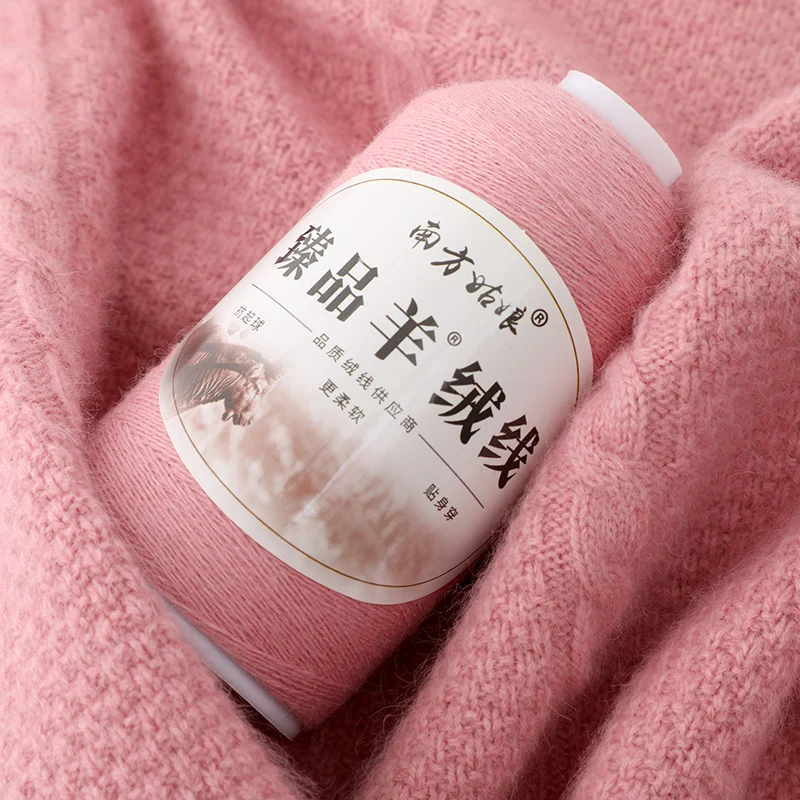 南方姑娘®
臻品羊®绒线
抗起球
品质绒线供应商
更柔软
贴身穿